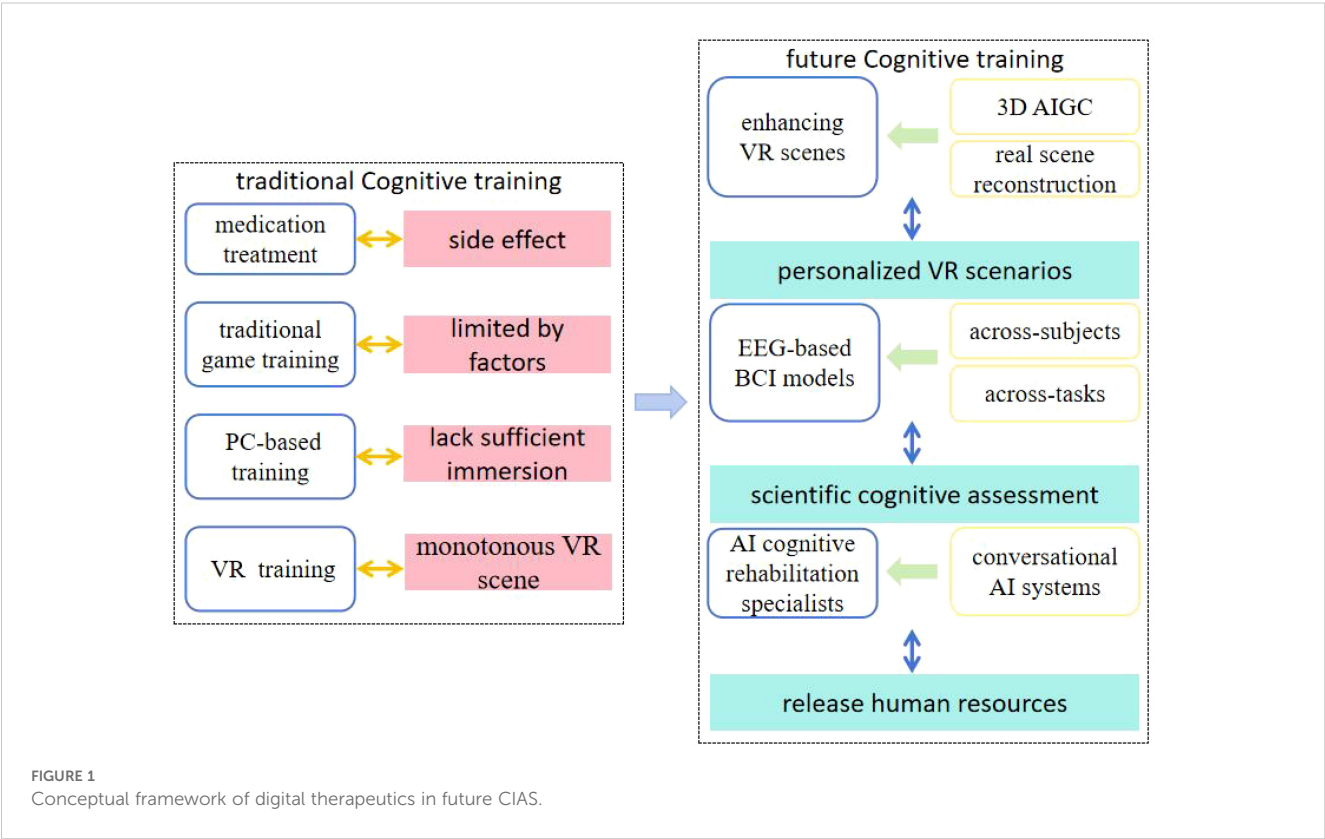 traditional Cognitive training
medication
treatment
side effect
traditional
game training
limited by
factors
PC-based
training
lack sufficient
immersion
VR training
monotonous VR
scene
future Cognitive training
enhancing
VR scenes
3D AIGC
real scene
reconstruction
personalized VR scenarios
EEG-based
BCI models
across-subjects
across-tasks
scientific cognitive assessment
AI cognitive
rehabilitation
specialists
conversational
AI systems
release human resources
FIGURE 1
Conceptual framework of digital therapeutics in future CIAS.